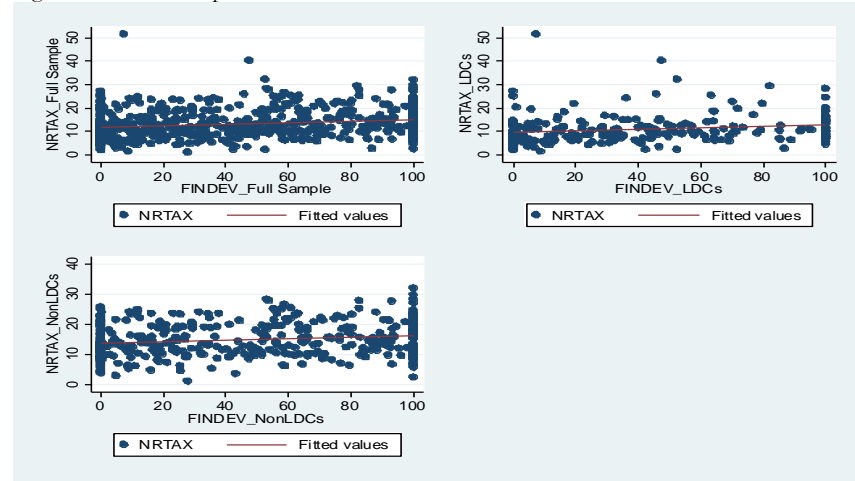 NRTAX_Full Sample
0 10 20 30 40 50
0 20 40 60 80 100
FINDEV_Full Sample
NRTAX Fitted values
NRTAX_LDCs
0 10 20 30 40 50
0 20 40 60 80 100
FINDEV_LDCs
NRTAX Fitted values
NRTAX_NonLDCs
0 10 20 30 40
0 20 40 60 80 100
FINDEV_NonLDCs
NRTAX Fitted values